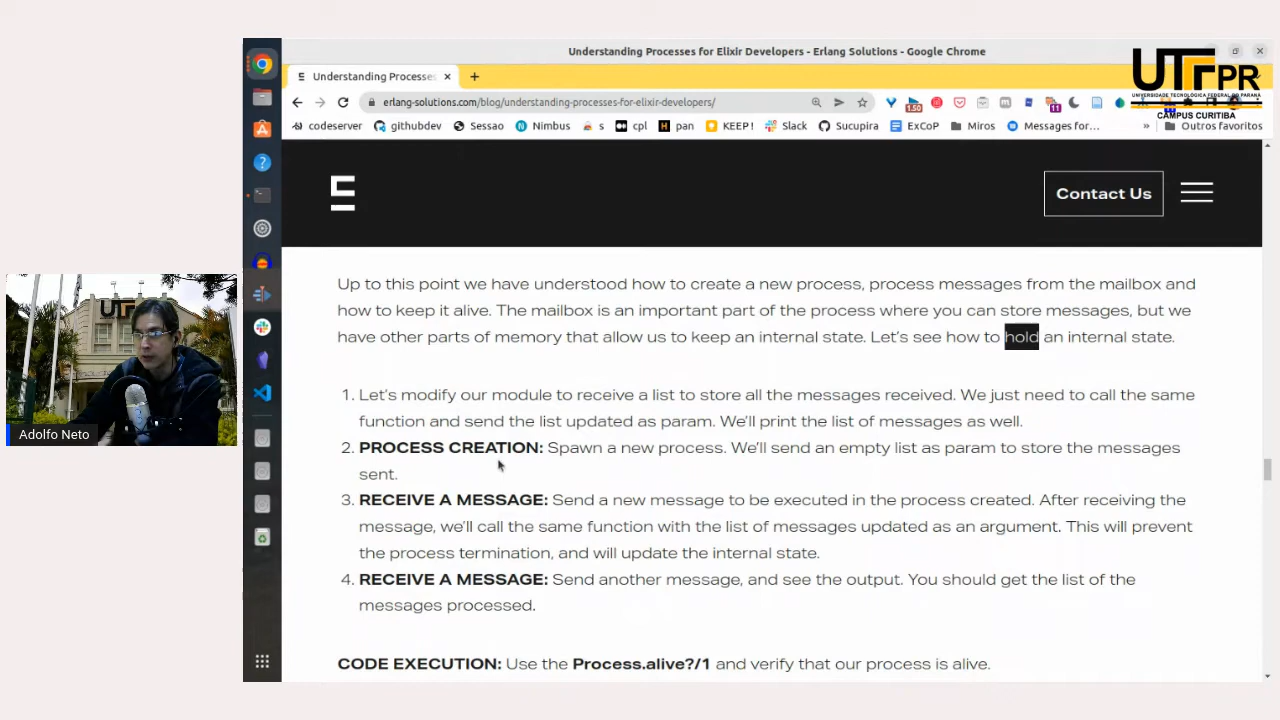 Understanding Processes for Elixir Developers - Erlang Solutions - Google Chrome
Understanding Processes
erlang-solutions.com/blog/understanding-processes-for-elixir-developers/
1.50
11
codeserver
githubdev
Sessao
Nimbus
s
cpl
pan
KEEP!
Slack
Sucupira
ExCoP
Miros
Messages for...
»
Outros favoritos
UTFPR
UNIVERSIDADE TECNOLÓGICA FEDERAL DO PARANÁ
CAMPUS CURITIBA
Contact Us
Up to this point we have understood how to create a new process, process messages from the mailbox and
how to keep it alive. The mailbox is an important part of the process where you can store messages, but we
have other parts of memory that allow us to keep an internal state. Let's see how to hold an internal state.
1. Let's modify our module to receive a list to store all the messages received. We just need to call the same
function and send the list updated as param. We'll print the list of messages as well.
2. PROCESS CREATION: Spawn a new process. We'll send an empty list as param to store the messages
sent.
3. RECEIVE A MESSAGE: Send a new message to be executed in the process created. After receiving the
message, we'll call the same function with the list of messages updated as an argument. This will prevent
the process termination, and will update the internal state.
4. RECEIVE A MESSAGE: Send another message, and see the output. You should get the list of the
messages processed.
CODE EXECUTION: Use the Process.alive?/1 and verify that our process is alive.
UTF
Adolfo Neto